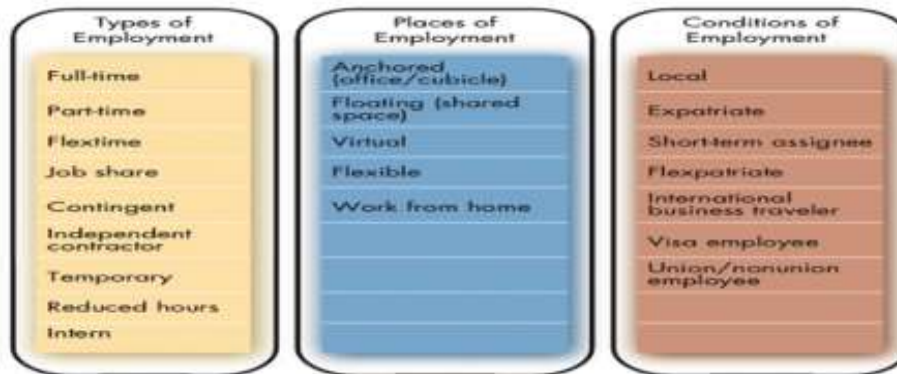 Types of
Employment
Full-time
Part-time
Flextime
Job share
Contingent
Independent
contractor
Temporary
Reduced hours
Intern
Places of
Employment
Anchored
(office/cubicle)
Floating (shared
space)
Virtual
Flexible
Work from home
Conditions of
Employment
Local
Expatriate
Short-term assignee
Flexpatriate
International
business traveler
Visa employee
Union/nonunion
employee